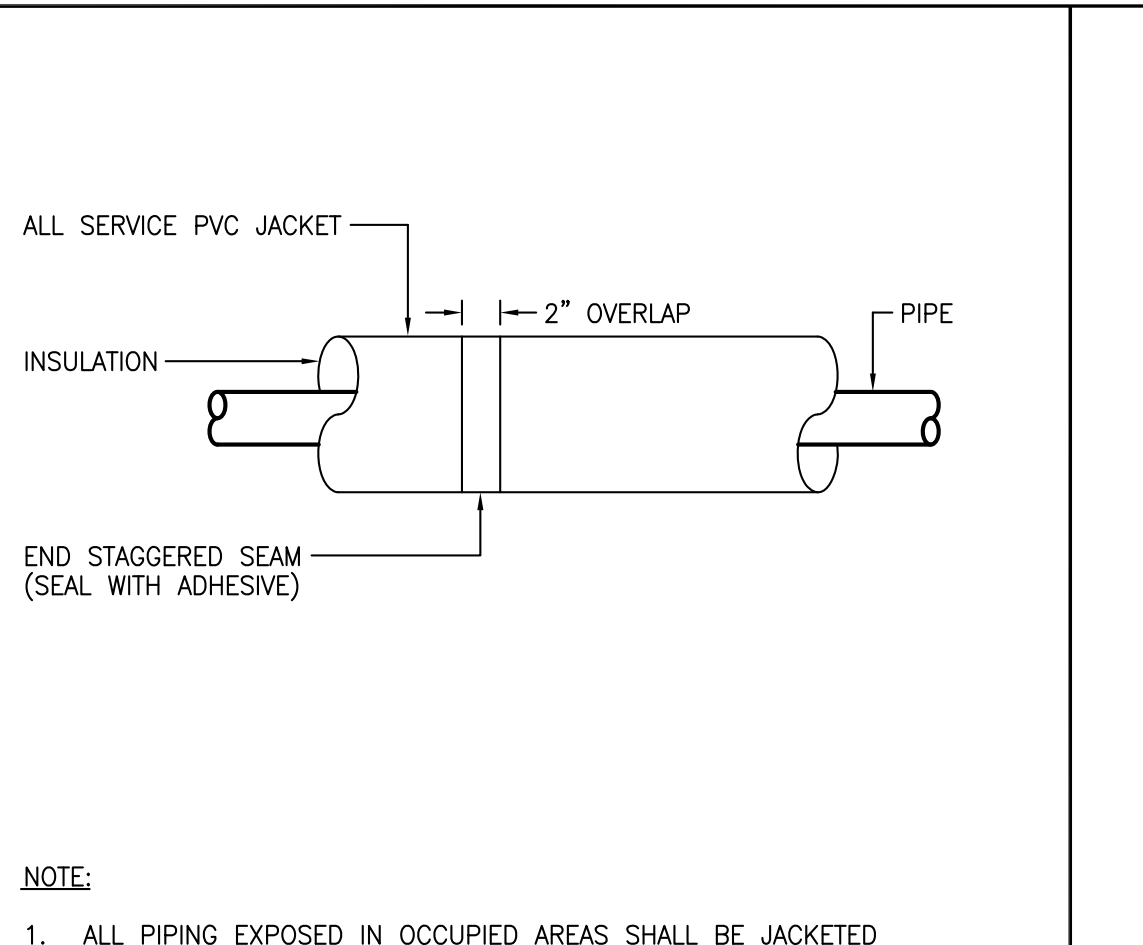 ALL SERVICE PVC JACKET
2” OVERLAP
PIPE
INSULATION
END STAGGERED SEAM
(SEAL WITH ADHESIVE)
NOTE:
1. ALL PIPING EXPOSED IN OCCUPIED AREAS SHALL BE JACKETED